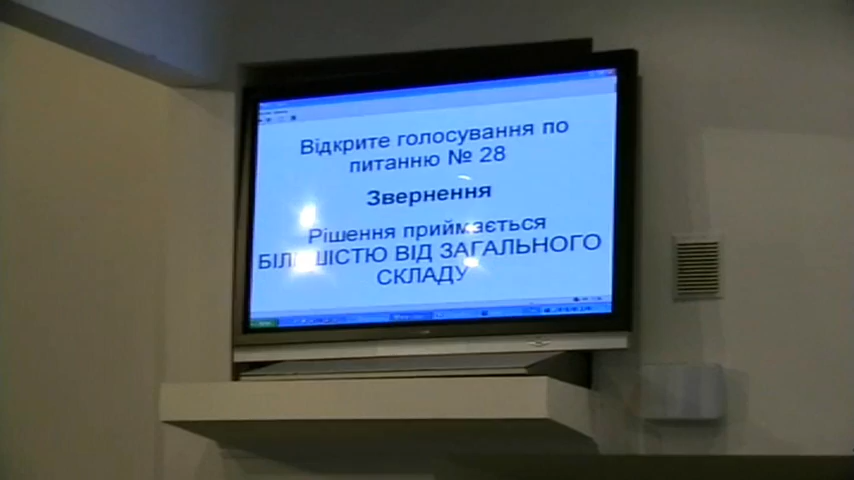 Відкрите голосування по
питанню № 28
Звернення
Рішення приймається
БІЛЬШІСТЮ ВІД ЗАГАЛЬНОГО
СКЛАДУ